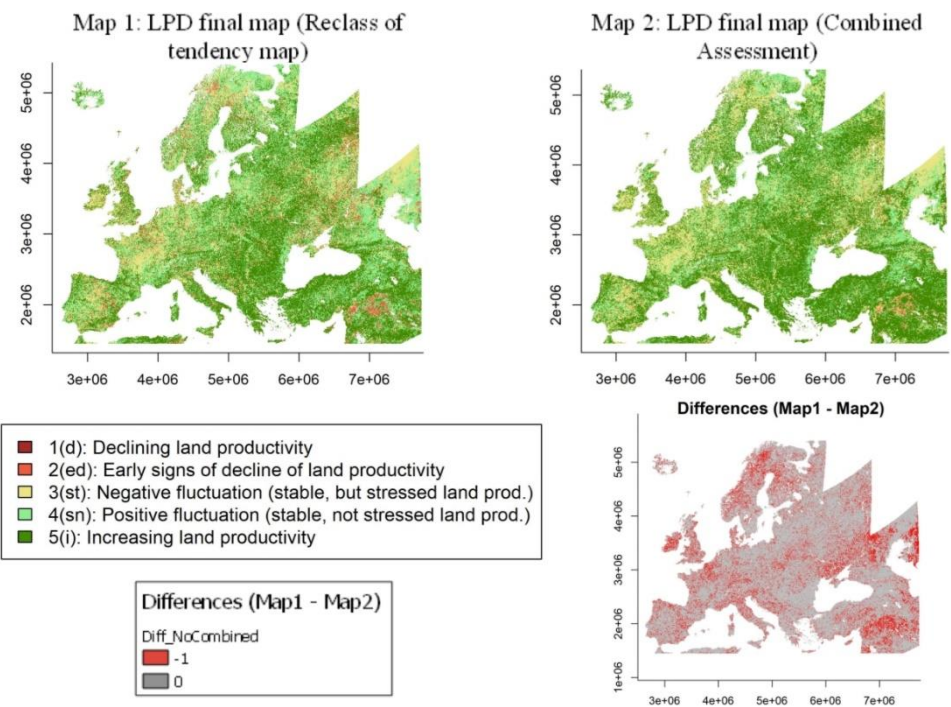 Map 1: LPD final map (Reclass of
tendency map)
Map 2: LPD final map (Combined
Assessment)
5e+06
4e+06
3e+06
2e+06
3e+06
4e+06
5e+06
6e+06
7e+06
5e+06
4e+06
3e+06
2e+06
3e+06
4e+06
5e+06
6e+06
7e+06
1(d): Declining land productivity
2(ed): Early signs of decline of land productivity
3(st): Negative fluctuation (stable, but stressed land prod.)
4(sn): Positive fluctuation (stable, not stressed land prod.)
5(i): Increasing land productivity
Differences (Map1 - Map2)
Diff_NoCombined
-1
0
Differences (Map1 - Map2)
5e+06
4e+06
3e+06
2e+06
1e+06
3e+06
4e+06
5e+06
6e+06
7e+06